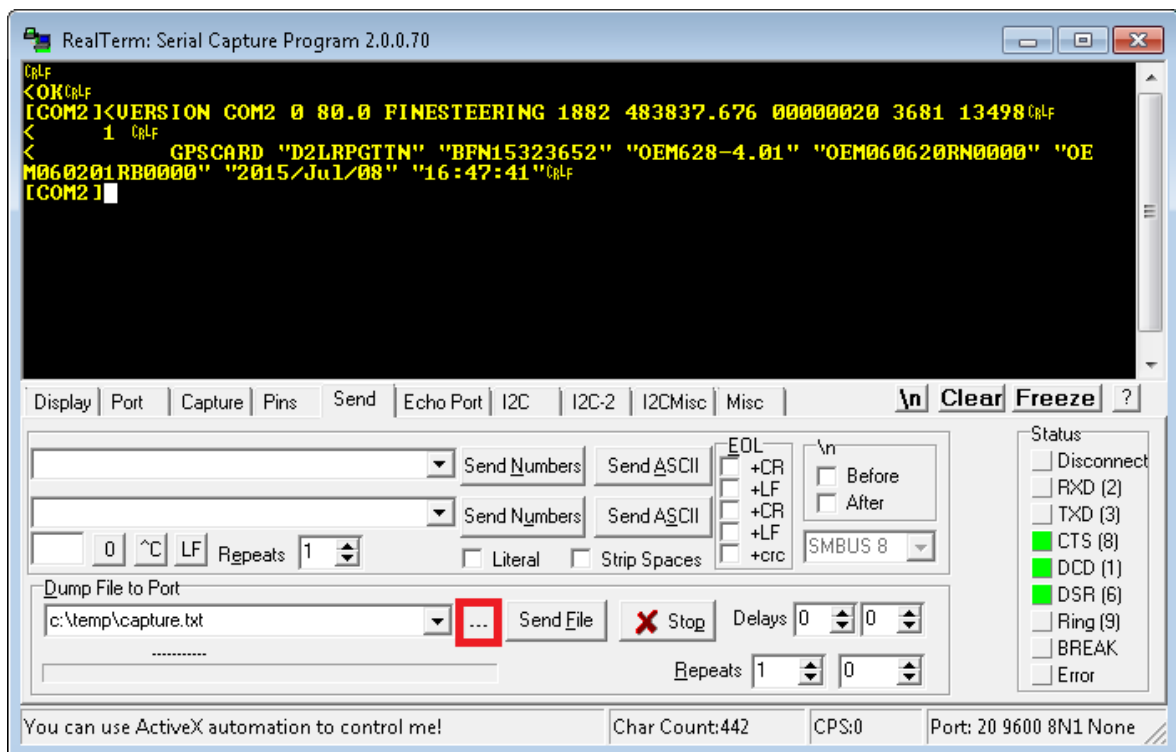 RealTerm: Serial Capture Program 2.0.0.70
CRLF
<OKCRLF
[COM2]<VERSION COM2 0 80.0 FINESTEERING 1882 483837.676 00000020 3681 13498CRLF
<     1 CRLF
<          GPSCARD "D2LRPGTTN" "BFN15323652" "OEM628-4.01" "OEM060620RN0000" "OE
M060201RB0000" "2015/Jul/08" "16:47:41"CRLF
[COM2]
Display Port Capture Pins Send Echo Port I2C I2C-2 I2CMisc Misc \n Clear Freeze ?
EOL \n Status
Send Numbers Send ASCII +CR Before Disconnect
+LF After RXD (2)
Send Numbers Send ASCII +CR TXD (3)
+LF CTS (8)
0 ^C LF Repeats 1 Literal Strip Spaces +crc SMBUS 8 DCD (1)
Dump File to Port DSR (6)
c:\temp\capture.txt ... Send File Stop Delays 0 0 Ring (9)
----------- BREAK
Repeats 1 0 Error
You can use ActiveX automation to control me! Char Count:442 CPS:0 Port: 20 9600 8N1 None